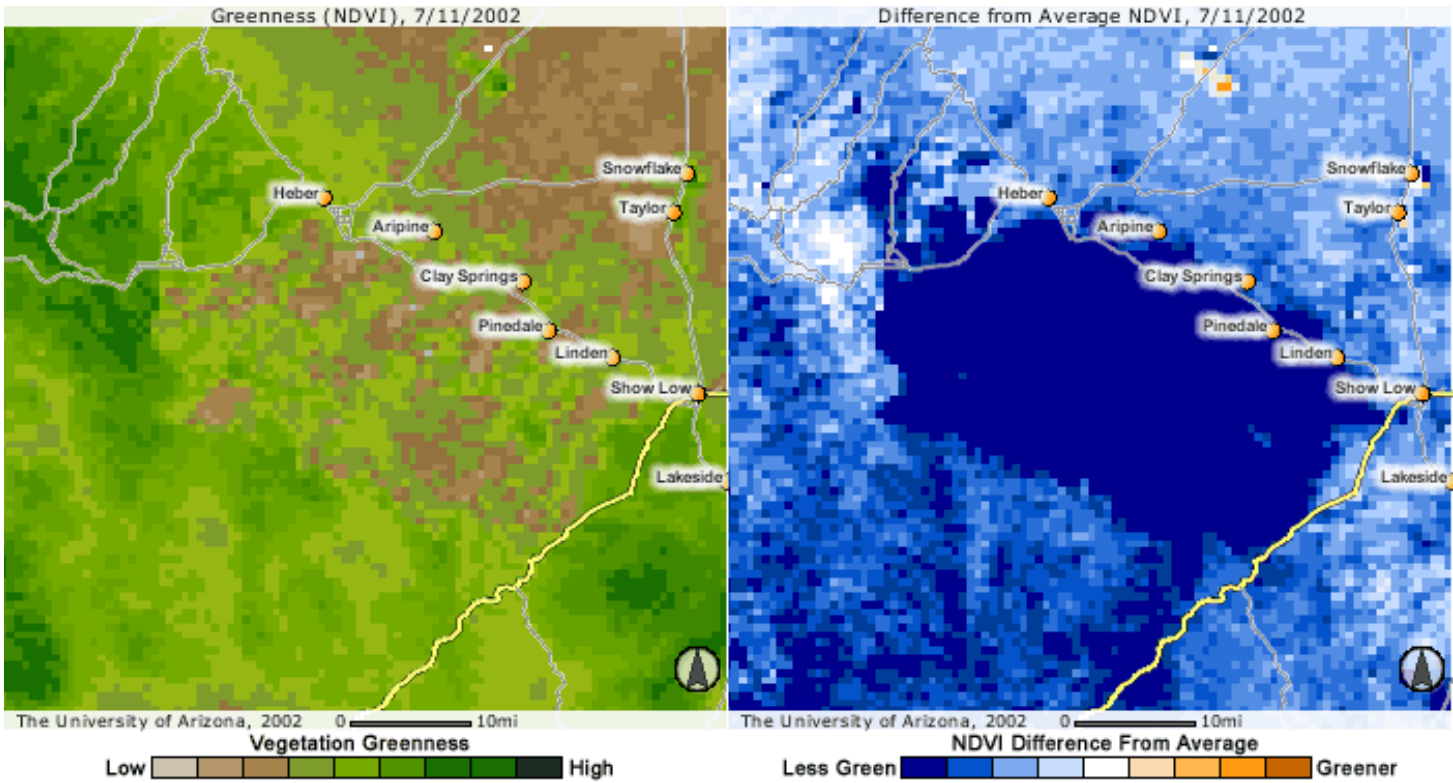 Greenness (NDVI), 7/11/2002
Snowflake
Heber
Taylor
Aripine
Clay Springs
Pinedale
Linden
Show Low
Lakeside
The University of Arizona, 2002 0 10mi
Vegetation Greenness
Low High
Difference from Average NDVI, 7/11/2002
Snowflake
Heber
Taylor
Aripine
Clay Springs
Pinedale
Linden
Show Low
Lakeside
The University of Arizona, 2002 0 10mi
NDVI Difference From Average
Less Green Greener